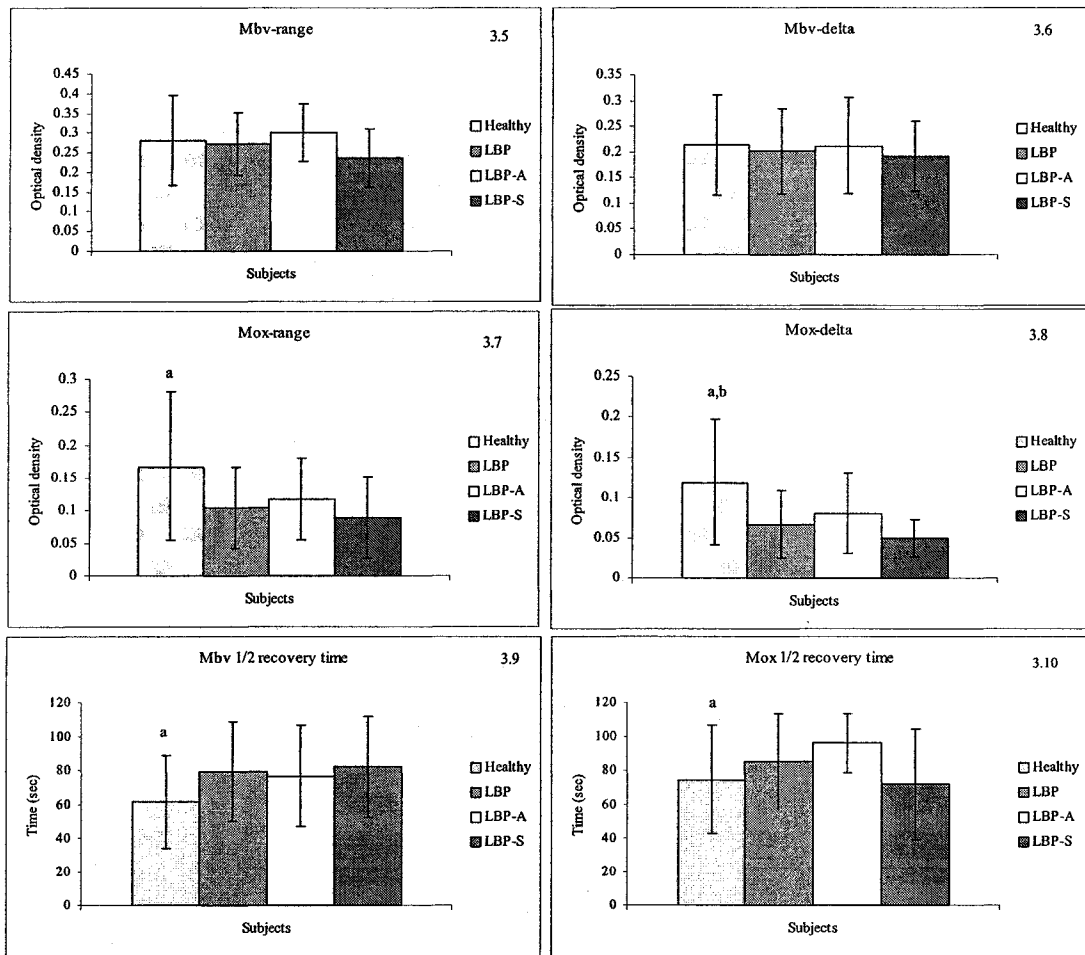 Mbv-range
3.5
0.45
0.4
0.35
0.3
0.25
0.2
0.15
0.1
0.05
0
Optical density
Subjects
Healthy
LBP
LBP-A
LBP-S
Mbv-delta
3.6
0.35
0.3
0.25
0.2
0.15
0.1
0.05
0
Optical density
Subjects
Healthy
LBP
LBP-A
LBP-S
Mox-range
3.7
a
0.3
0.25
0.2
0.15
0.1
0.05
0
Optical density
Subjects
Healthy
LBP
LBP-A
LBP-S
Mox-delta
3.8
a,b
0.25
0.2
0.15
0.1
0.05
0
Optical density
Subjects
Healthy
LBP
LBP-A
LBP-S
Mbv 1/2 recovery time
3.9
a
120
100
80
60
40
20
0
Time (sec)
Subjects
Healthy
LBP
LBP-A
LBP-S
Mox 1/2 recovery time
3.10
a
120
100
80
60
40
20
0
Time (sec)
Subjects
Healthy
LBP
LBP-A
LBP-S